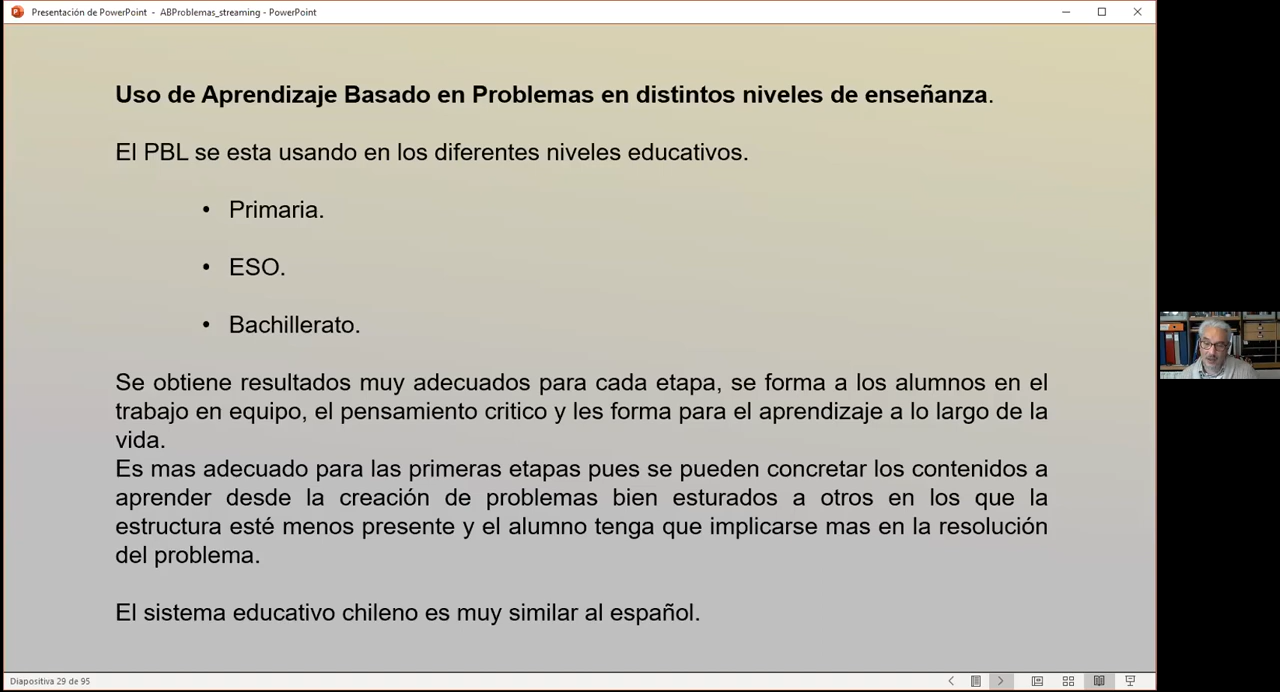 Presentación de PowerPoint - ABProblemas_streaming - PowerPoint
Uso de Aprendizaje Basado en Problemas en distintos niveles de enseñanza.
El PBL se esta usando en los diferentes niveles educativos.
• Primaria.
• ESO.
• Bachillerato.
Se obtiene resultados muy adecuados para cada etapa, se forma a los alumnos en el
trabajo en equipo, el pensamiento critico y les forma para el aprendizaje a lo largo de la
vida.
Es mas adecuado para las primeras etapas pues se pueden concretar los contenidos a
aprender desde la creación de problemas bien esturados a otros en los que la
estructura esté menos presente y el alumno tenga que implicarse mas en la resolución
del problema.
El sistema educativo chileno es muy similar al español.
Diapositiva 29 de 95